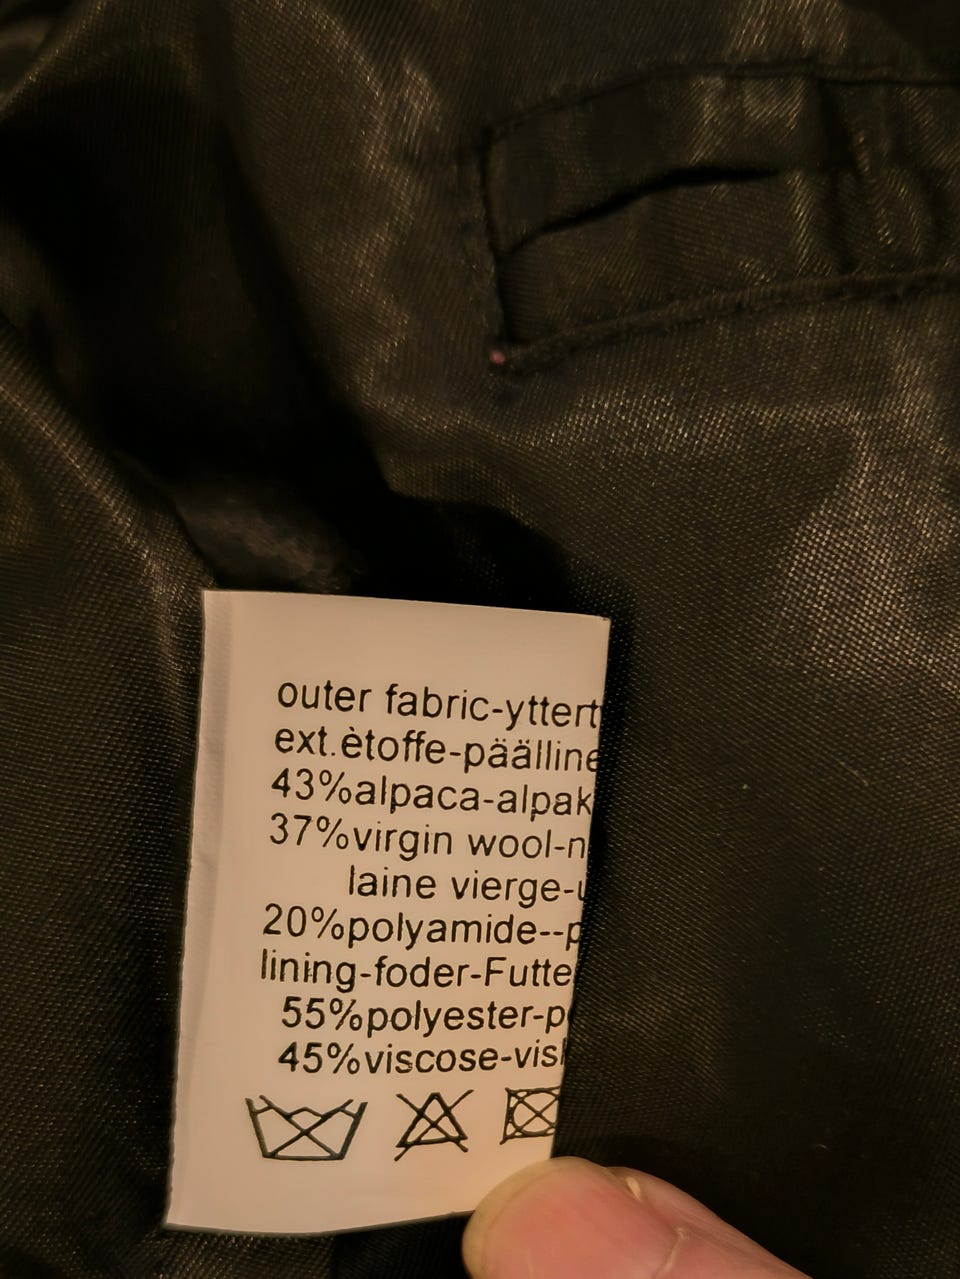 outer fabric-yttert
ext.ètoffe-päälline
43%alpaca-alpak
37%virgin wool-n
laine vierge-
20%polyamide--p
lining-foder-Futte
55%polyester-p
45%viscose-vis